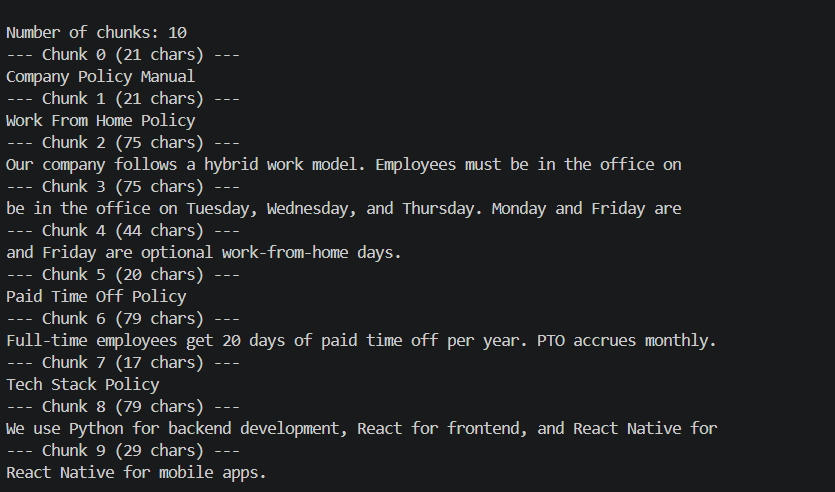 Number of chunks: 10
--- Chunk 0 (21 chars) ---
Company Policy Manual
--- Chunk 1 (21 chars) ---
Work From Home Policy
--- Chunk 2 (75 chars) ---
Our company follows a hybrid work model. Employees must be in the office on
--- Chunk 3 (75 chars) ---
be in the office on Tuesday, Wednesday, and Thursday. Monday and Friday are
--- Chunk 4 (44 chars) ---
and Friday are optional work-from-home days.
--- Chunk 5 (20 chars) ---
Paid Time Off Policy
--- Chunk 6 (79 chars) ---
Full-time employees get 20 days of paid time off per year. PTO accrues monthly.
--- Chunk 7 (17 chars) ---
Tech Stack Policy
--- Chunk 8 (79 chars) ---
We use Python for backend development, React for frontend, and React Native for
--- Chunk 9 (29 chars) ---
React Native for mobile apps.